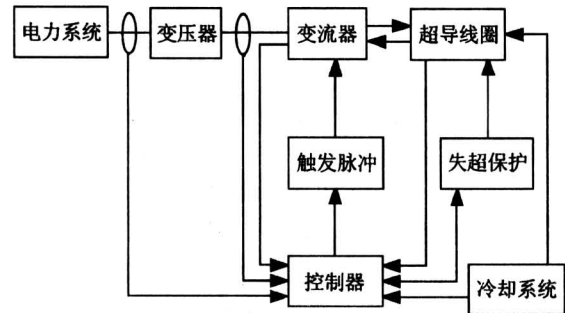 电力系统
变压器
变流器
超导线圈
触发脉冲
失超保护
控制器
冷却系统